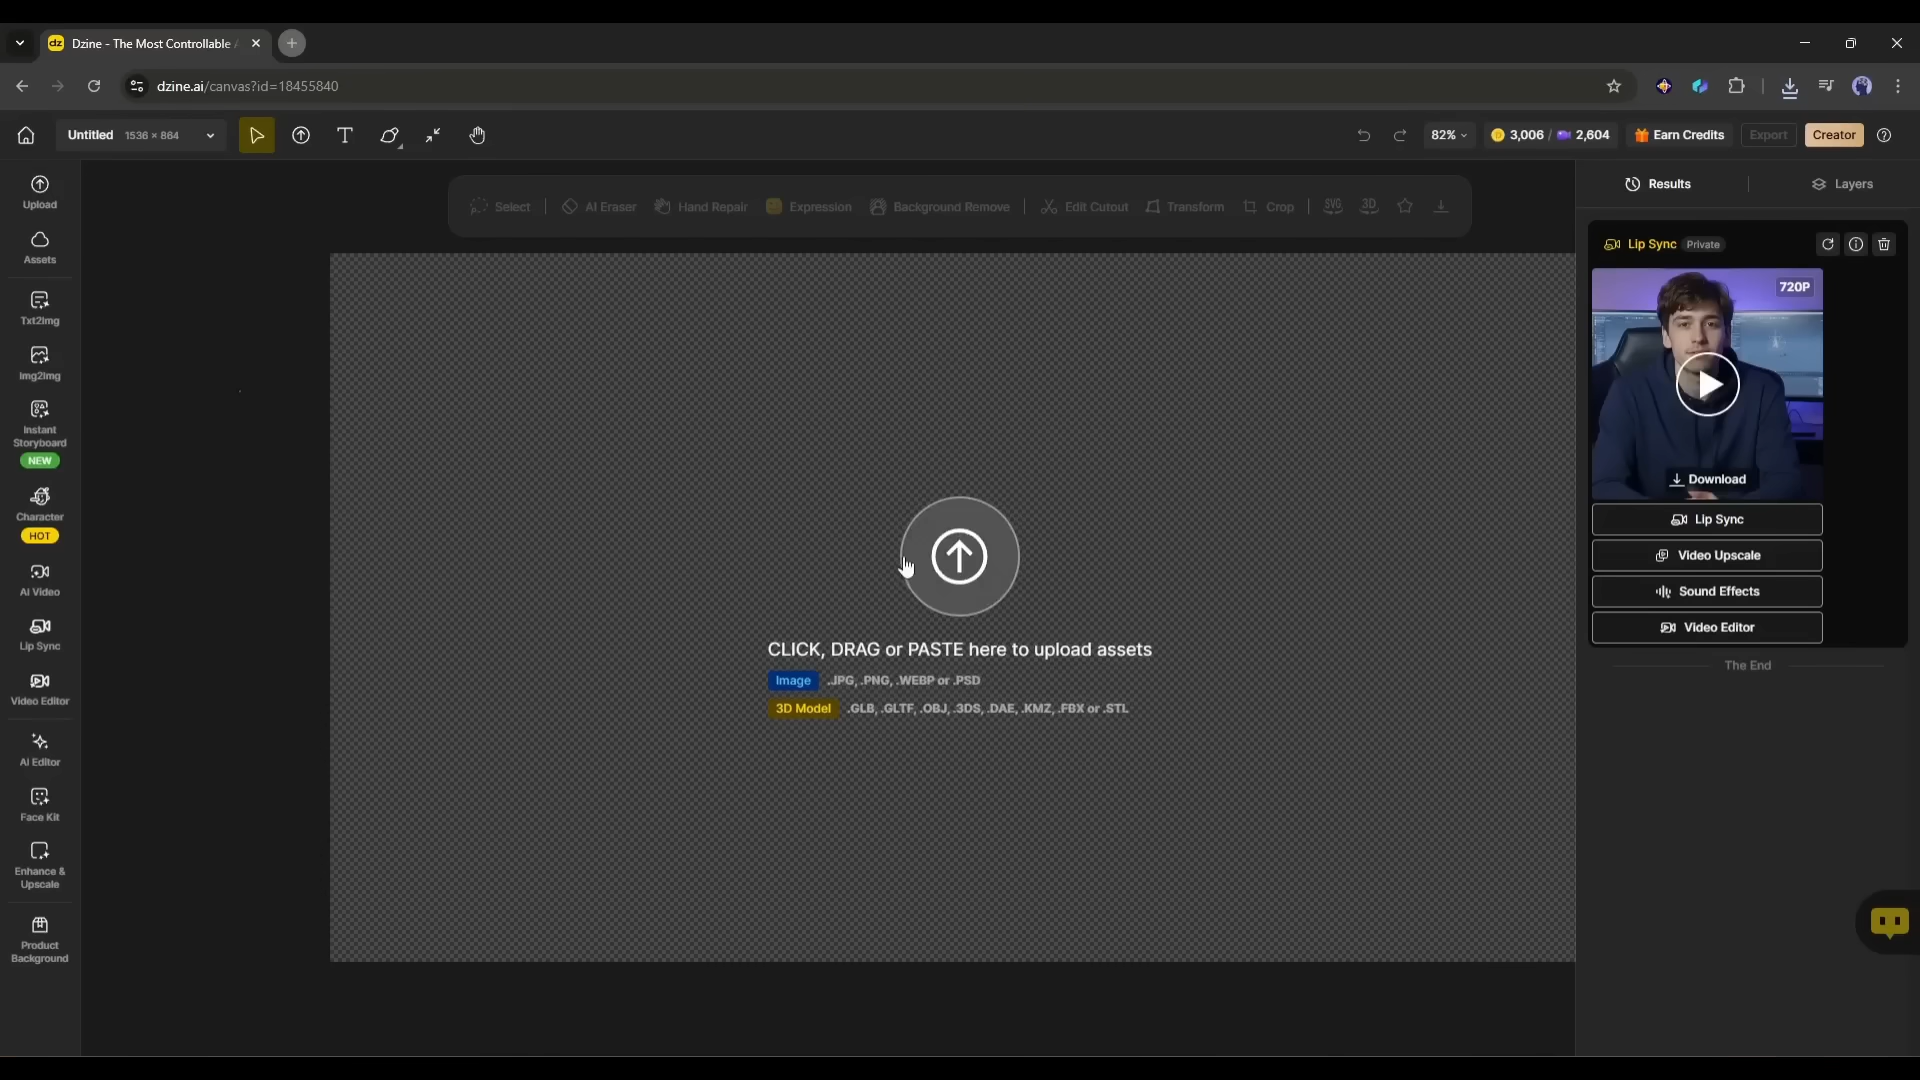 Dzine - The Most Controllable
dzine.ai/canvas?id=18455840
Untitled 1536 × 864
82%
3,006 / 2,604
Earn Credits
Export
Creator
Upload
Assets
Txt2Img
Img2Img
Instant
Storyboard
NEW
Character
HOT
AI Video
Lip Sync
Video Editor
AI Editor
Face Kit
Enhance &
Upscale
Product
Background
Select
AI Eraser
Hand Repair
Expression
Background Remove
Edit Cutout
Transform
Crop
SVG
3D
CLICK, DRAG or PASTE here to upload assets
Image .JPG, .PNG, .WEBP or .PSD
3D Model .GLB, .GLTF, .OBJ, .3DS, .DAE, .KMZ, .FBX or .STL
Results
Layers
Lip Sync Private
720P
Download
Lip Sync
Video Upscale
Sound Effects
Video Editor
The End